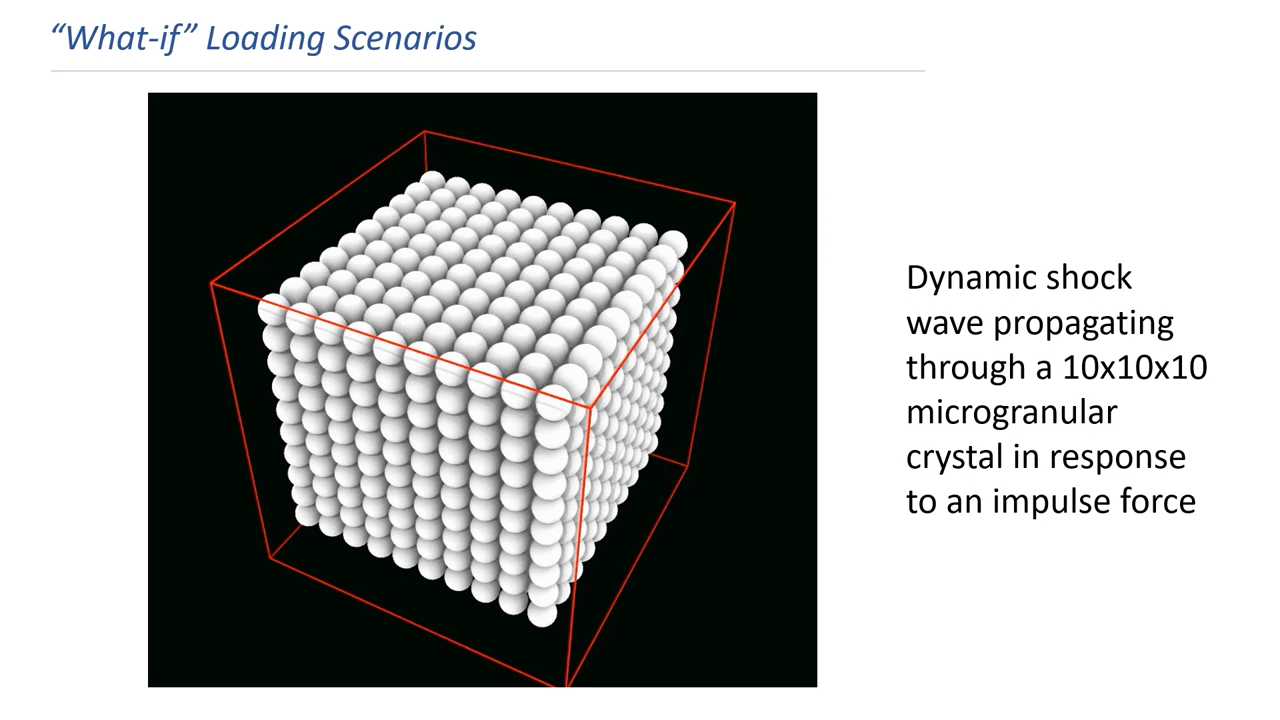 “What-if” Loading Scenarios
Dynamic shock
wave propagating
through a 10x10x10
microgranular
crystal in response
to an impulse force